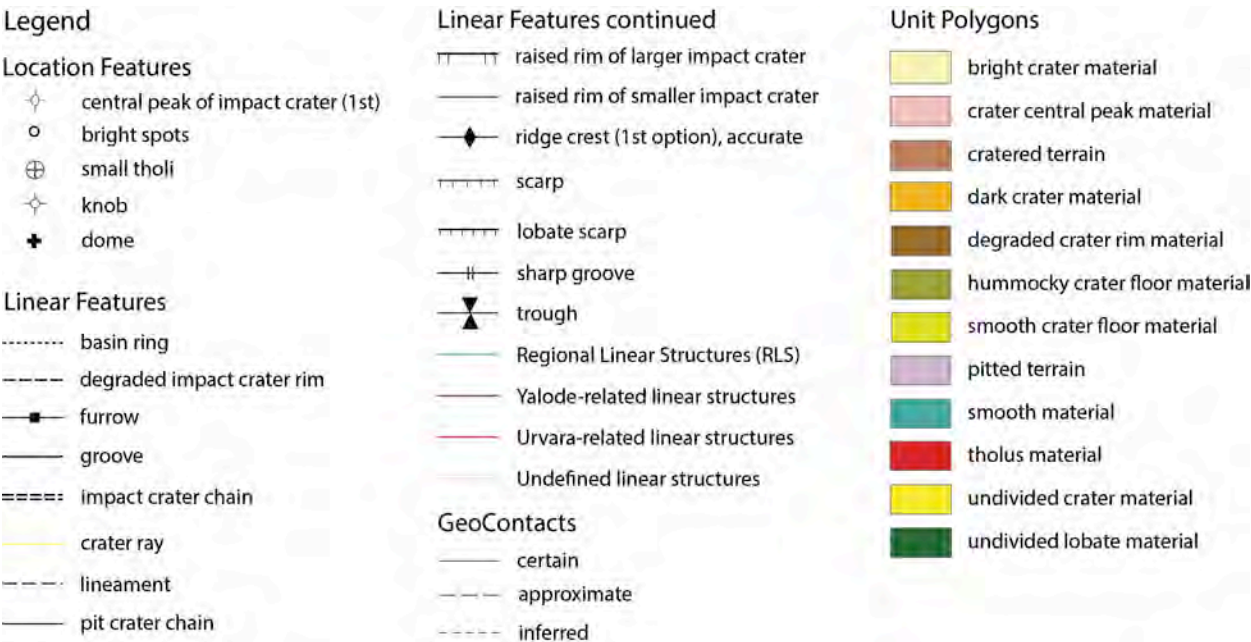 Legend
Location Features
central peak of impact crater (1st)
bright spots
small tholi
knob
dome
Linear Features
basin ring
degraded impact crater rim
furrow
groove
impact crater chain
crater ray
lineament
pit crater chain
Linear Features continued
raised rim of larger impact crater
raised rim of smaller impact crater
ridge crest (1st option), accurate
scarp
lobate scarp
sharp groove
trough
Regional Linear Structures (RLS)
Yalode-related linear structures
Urvara-related linear structures
Undefined linear structures
GeoContacts
certain
approximate
inferred
Unit Polygons
bright crater material
crater central peak material
cratered terrain
dark crater material
degraded crater rim material
hummocky crater floor material
smooth crater floor material
pitted terrain
smooth material
tholus material
undivided crater material
undivided lobate material